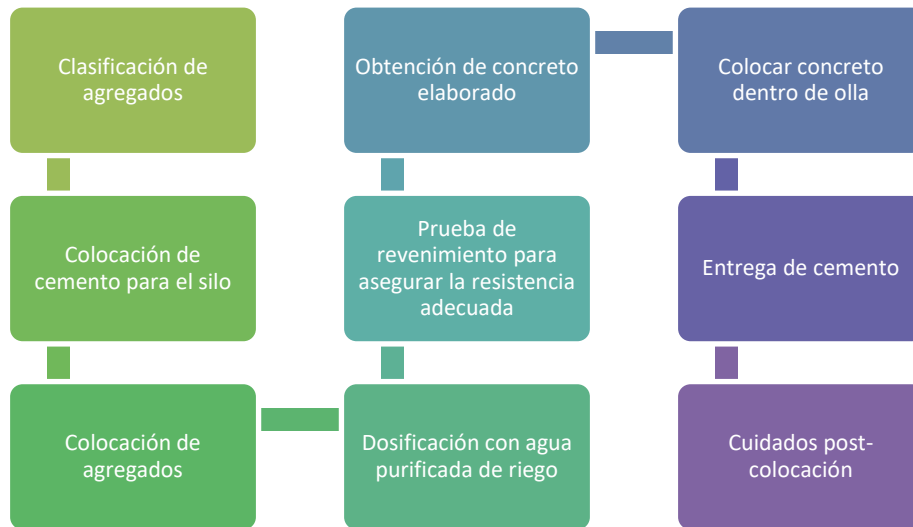 Clasificación de
agregados
Colocación de
cemento para el silo
Colocación de
agregados
Dosificación con agua
purificada de riego
Prueba de
revenimiento para
asegurar la resistencia
adecuada
Obtención de concreto
elaborado
Colocar concreto
dentro de olla
Entrega de cemento
Cuidados post-
colocación